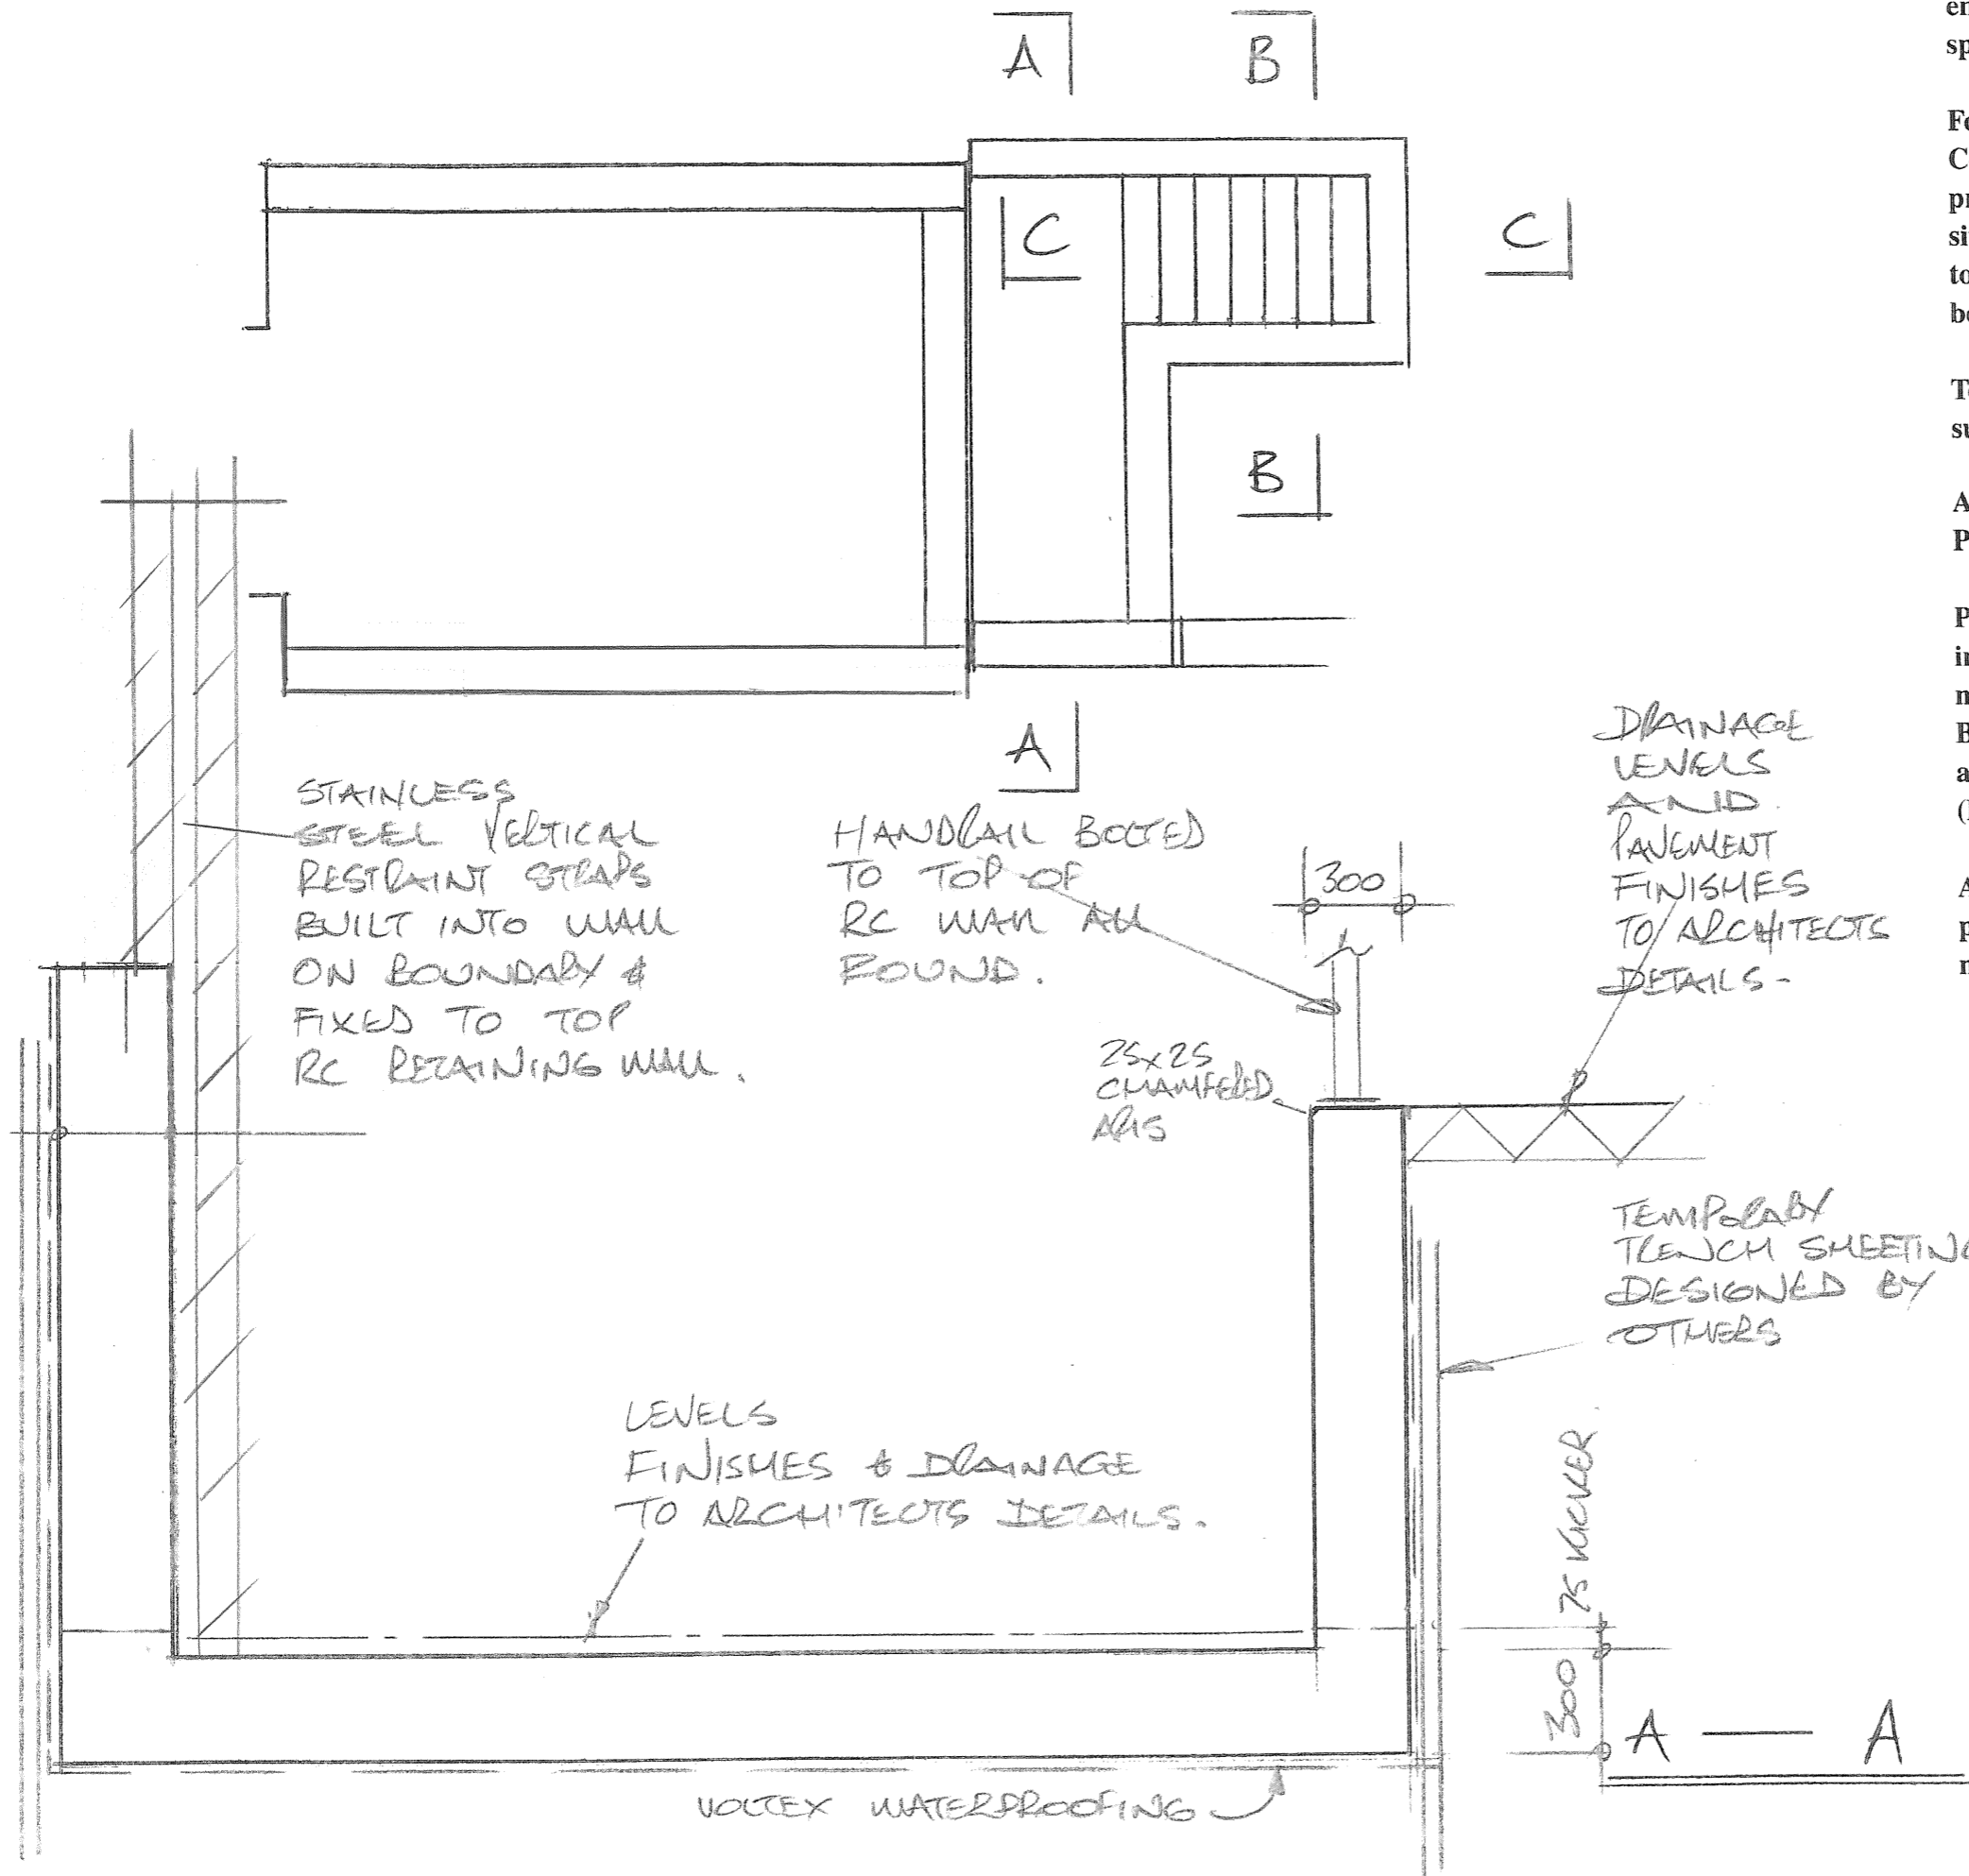 A
B
C
C
B
A
STAINLESS
STEEL VERTICAL
RESTRAINT STRAPS
BUILT INTO WALL
ON BOUNDARY &
FIXED TO TOP
RC RETAINING WALL.
HANDRAIL BOLTED
TO TOP OF
RC WALL ALL
ROUND.
300
DRAINAGE
LEVELS
AND
PAVEMENT
FINISHES
TO ARCHITECTS
DETAILS-
25x25
CHAMFERED
ARIS
TEMPORARY
TRENCH SHEETING
DESIGNED BY
OTHERS
LEVELS
FINISHES & DRAINAGE
TO ARCHITECTS DETAILS.
75 KICKER.
300
A — A
VOLTEX WATERPROOFING